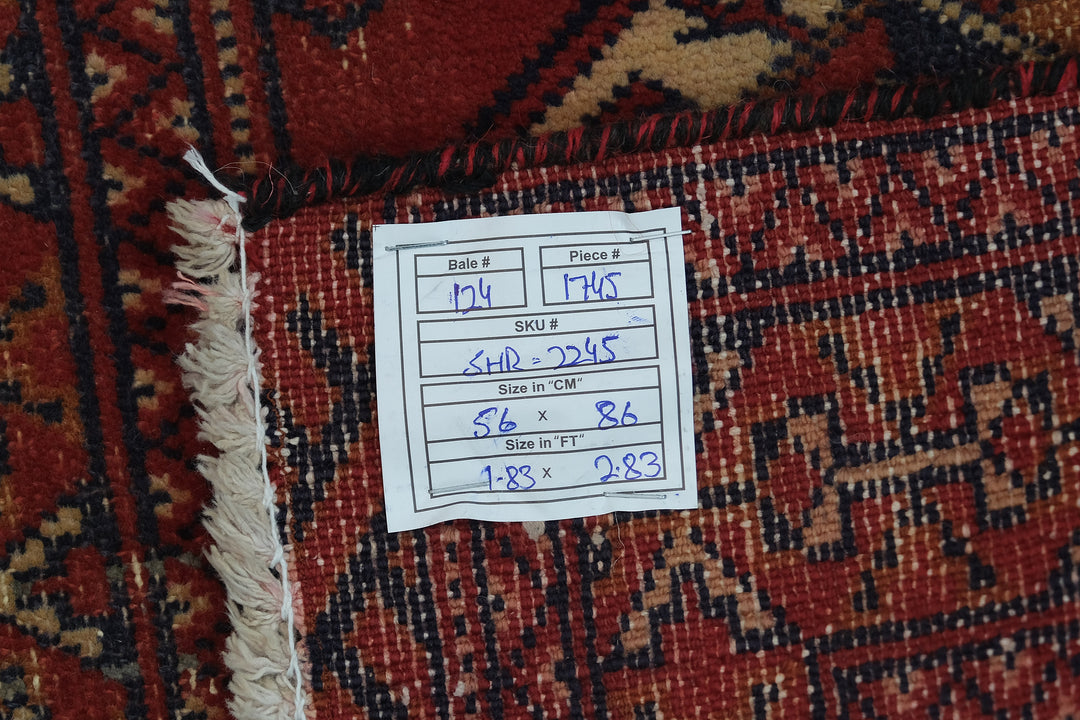 Bale # Piece #
124 1745
SKU #
SHR = 2245
Size in "CM"
56 x 86
Size in "FT"
1.83 x 2.83